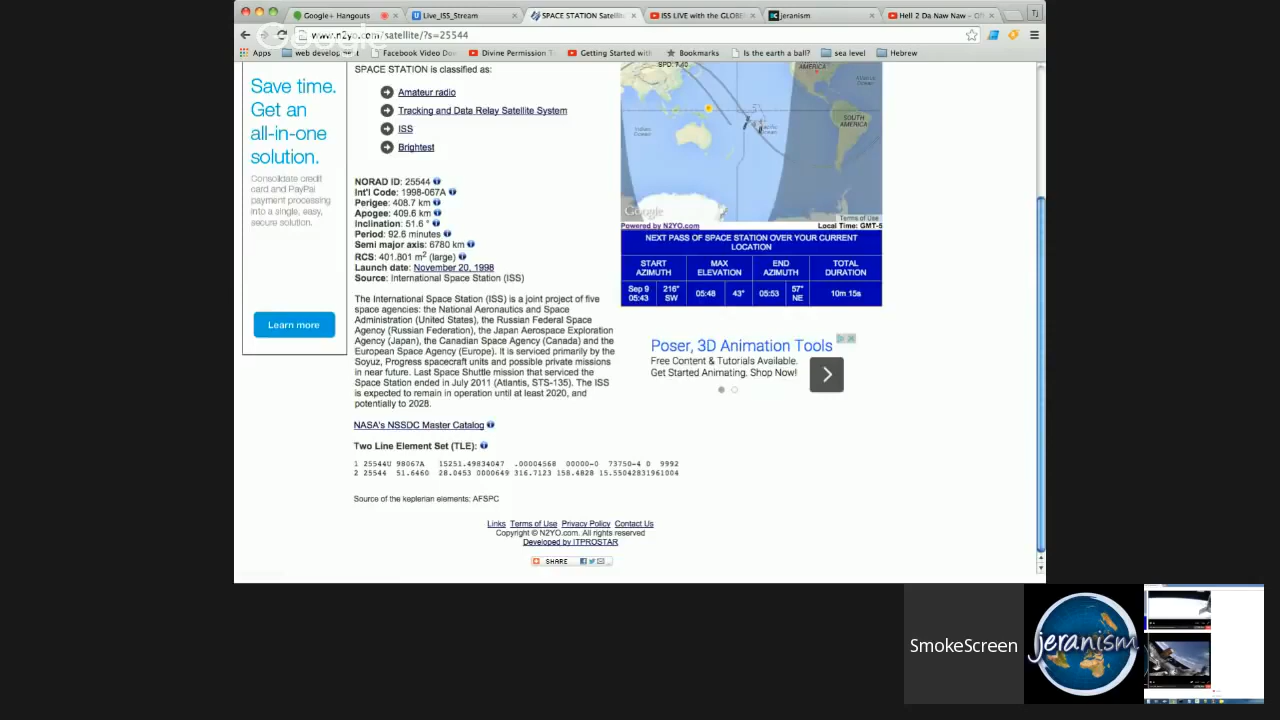 Google+ Hangouts
Live_ISS_Stream
SPACE STATION Satellit
ISS LIVE with the GLOBE
jeranism
Hell 2 Da Naw Naw - OF
www.n2yo.com/satellite/?s=25544
Apps
web development
Facebook Video Dow
Divine Permission T
Getting Started with
Bookmarks
Is the earth a ball?
sea level
Hebrew
Google
Save time.
Get an
all-in-one
solution.
Consolidate credit
card and PayPal
payment processing
into a single, easy,
secure solution.
Learn more
SPACE STATION is classified as:
Amateur radio
Tracking and Data Relay Satellite System
ISS
Brightest
NORAD ID: 25544
Int'l Code: 1998-067A
Perigee: 408.7 km
Apogee: 409.6 km
Inclination: 51.6 °
Period: 92.6 minutes
Semi major axis: 6780 km
RCS: 401.801 m2 (large)
Launch date: November 20, 1998
Source: International Space Station (ISS)
The International Space Station (ISS) is a joint project of five
space agencies: the National Aeronautics and Space
Administration (United States), the Russian Federal Space
Agency (Russian Federation), the Japan Aerospace Exploration
Agency (Japan), the Canadian Space Agency (Canada) and the
European Space Agency (Europe). It is serviced primarily by the
Soyuz, Progress spacecraft units and possible private missions
in near future. Last Space Shuttle mission that serviced the
Space Station ended in July 2011 (Atlantis, STS-135). The ISS
is expected to remain in operation until at least 2020, and
potentially to 2028.
NASA's NSSDC Master Catalog
Two Line Element Set (TLE):
1 25544U 98067A 15251.49834047 .00004568 00000-0 73750-4 0 9992
2 25544 51.6460 28.0453 0000649 316.7123 158.4828 15.55042831961004
Source of the keplerian elements: AFSPC
Links Terms of Use Privacy Policy Contact Us
Copyright © N2YO.com. All rights reserved
Developed by ITPROSTAR
SHARE
SPD: 7.40
AMERICA
Indian
Ocean
Pacific
Ocean
SOUTH
AMERICA
Google
Terms of Use
Powered by N2YO.com
Local Time: GMT-5
NEXT PASS OF SPACE STATION OVER YOUR CURRENT
LOCATION
START
AZIMUTH
MAX
ELEVATION
END
AZIMUTH
TOTAL
DURATION
Sep 9
05:43
216°
SW
05:48
43°
05:53
57°
NE
10m 15s
Poser, 3D Animation Tools
Free Content & Tutorials Available.
Get Started Animating. Shop Now!
SmokeScreen
jeranism